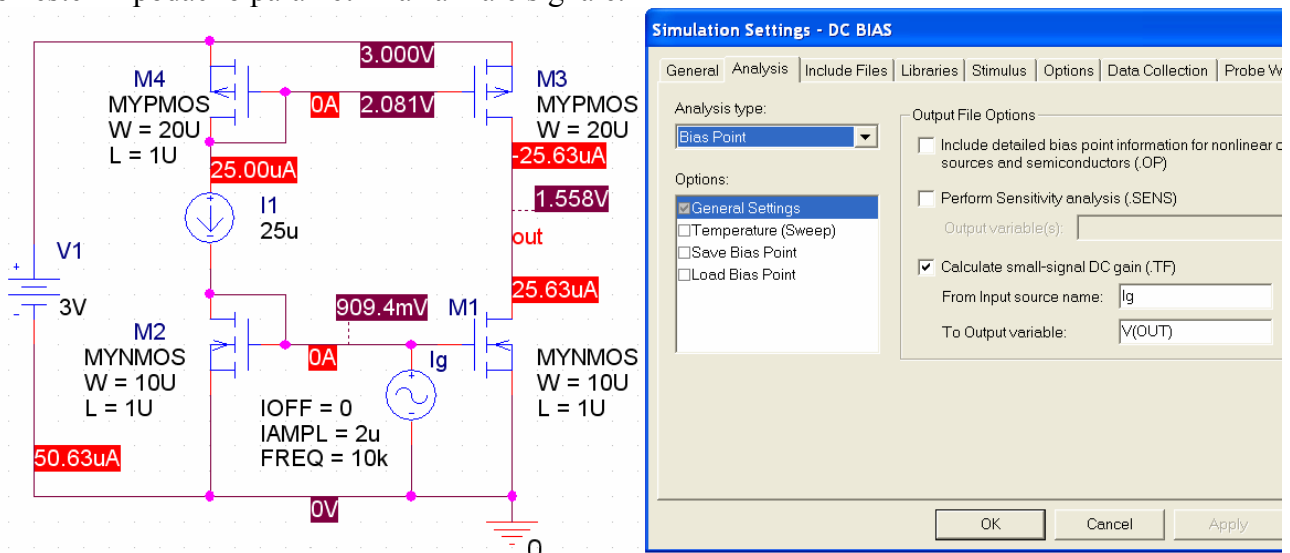 3.000V
M4
MYPMOS
W = 20U
L = 1U
0A
2.081V
M3
MYPMOS
W = 20U
L = 1U
25.00uA
-25.63uA
I1
25u
1.558V
out
V1
3V
25.63uA
909.4mV
M1
M2
MYNMOS
W = 10U
L = 1U
0A
Ig
MYNMOS
W = 10U
L = 1U
IOFF = 0
IAMPL = 2u
FREQ = 10k
50.63uA
0V
0
Simulation Settings - DC BIAS
General Analysis Include Files Libraries Stimulus Options Data Collection Probe W
Analysis type:
Bias Point
Options:
General Settings
Temperature (Sweep)
Save Bias Point
Load Bias Point
Output File Options
Include detailed bias point information for nonlinear
sources and semiconductors (.OP)
Perform Sensitivity analysis (.SENS)
Output variable(s):
Calculate small-signal DC gain (.TF)
From Input source name: Ig
To Output variable: V(OUT)
OK Cancel Apply